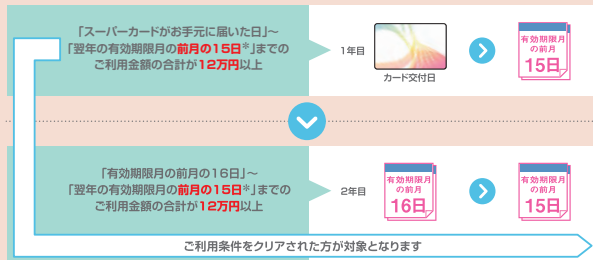 「スーパーカードがお手元に届いた日」～
「翌年の有効期限月の前月の15日＊」までの
ご利用金額の合計が12万円以上
1年目
カード交付日
有効期限月
の前月
15日
「有効期限月の前月の16日」～
「翌年の有効期限月の前月の15日＊」までの
ご利用金額の合計が12万円以上
2年目
有効期限月
の前月
16日
有効期限月
の前月
15日
ご利用条件をクリアされた方が対象となります